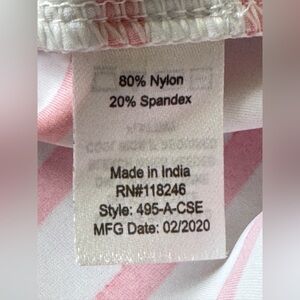 80% Nylon
20% Spandex
Made in India
RN#118246
Style: 495-A-CSE
MFG Date: 02/2020